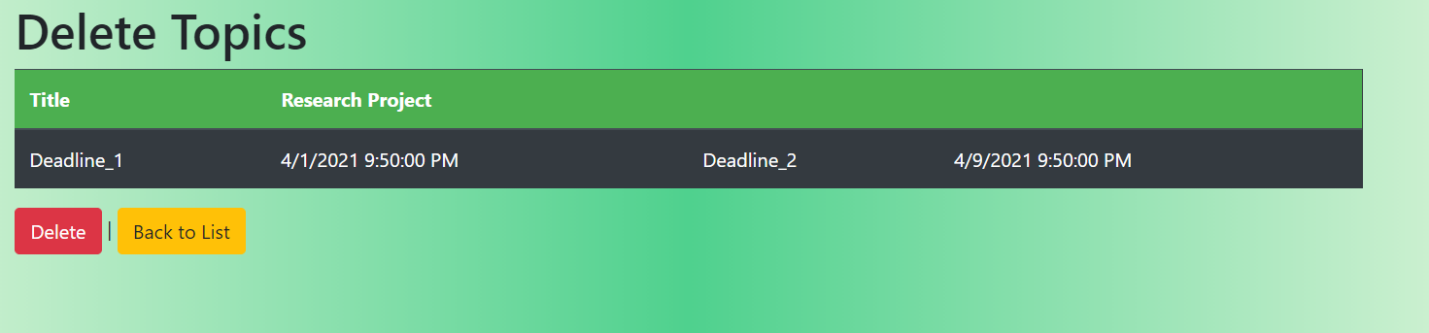 Delete Topics
Title Research Project
Deadline_1 4/1/2021 9:50:00 PM Deadline_2 4/9/2021 9:50:00 PM
Delete | Back to List